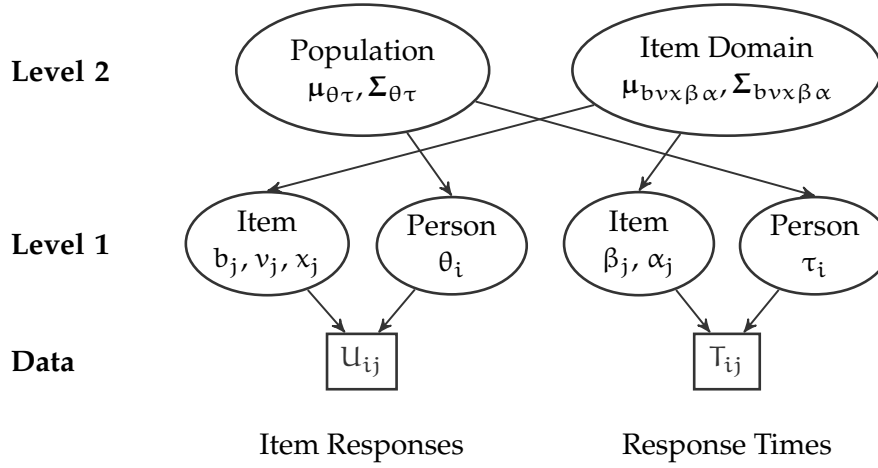 Level 2
Population
μθτ, Σθτ
Item Domain
μbνxβα, Σbνxβα
Level 1
Item
bj, νj, xj
Person
θi
Item
βj, αj
Person
τi
Data
Uij
Tij
Item Responses
Response Times